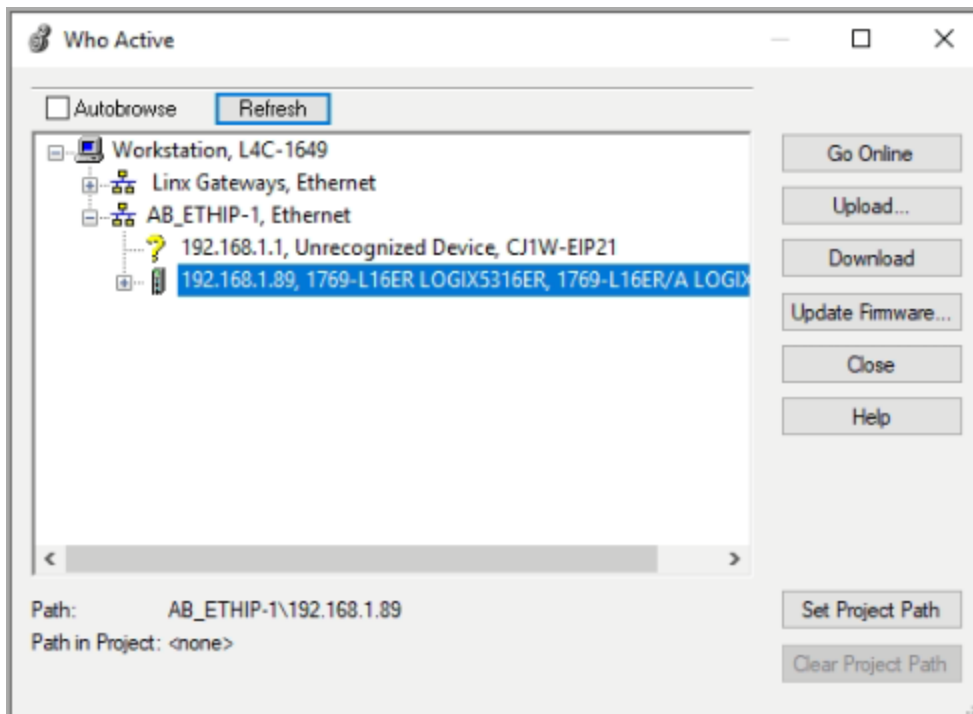 Who Active
Autobrowse Refresh
Workstation, L4C-1649
Linx Gateways, Ethernet
AB_ETHIP-1, Ethernet
192.168.1.1, Unrecognized Device, CJ1W-EIP21
192.168.1.89, 1769-L16ER LOGIX5316ER, 1769-L16ER/A LOGIX
Go Online
Upload...
Download
Update Firmware...
Close
Help
Path: AB_ETHIP-1\192.168.1.89
Path in Project: <none>
Set Project Path
Clear Project Path